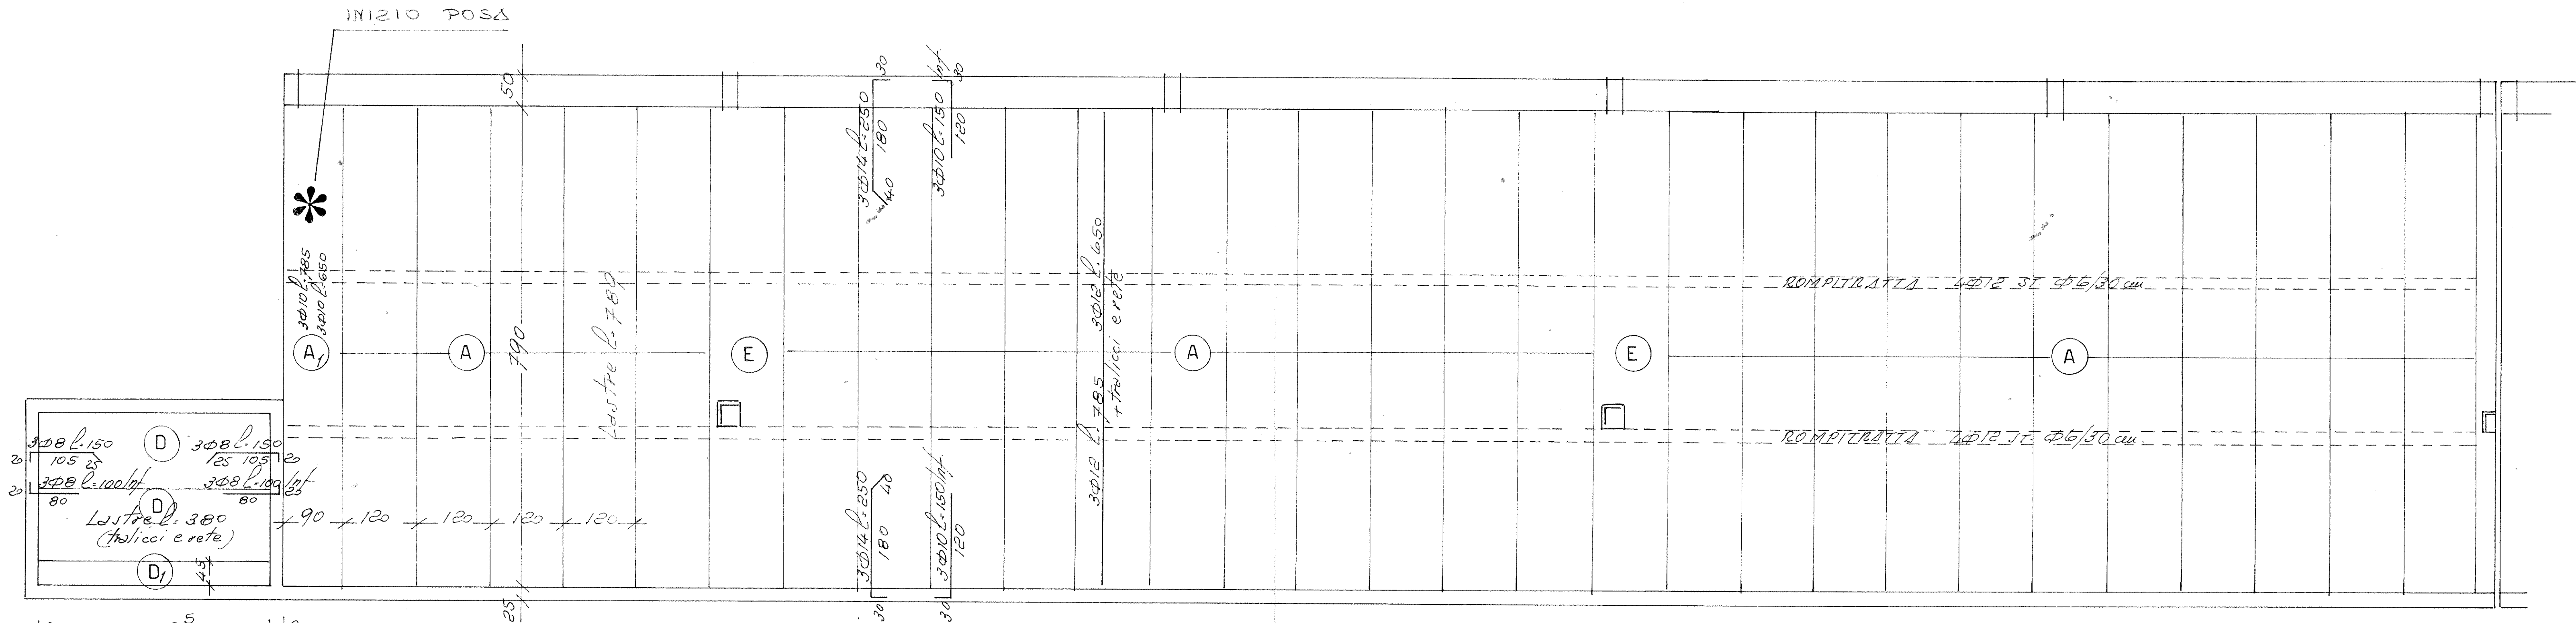 INIZIO POSA
50
3Φ14 l=250
180
40
30
3Φ10 l=150 Inf.
120
30
3Φ10 l=785
3Φ10 l=650
A1
A
790
Lastre l=780
E
3Φ12 l=785 3Φ12 l=650
+ tralicci e rete
A
E
A
ROMPITRATTA 4Φ12 ST Φ6/30 cm.
ROMPITRATTA 4Φ12 ST. Φ6/30 cm.
3Φ8 l=150
D
3Φ8 l=150
20
105
25
25
105
20
3Φ8 l=100 Inf
3Φ8 l=100 Inf.
20
80
D
80
20
Lastre l=380
(tralicci e rete)
D1
45
90
120
120
120
120
3Φ14 l=250
180
40
30
3Φ10 l=150 Inf.
120
30
25